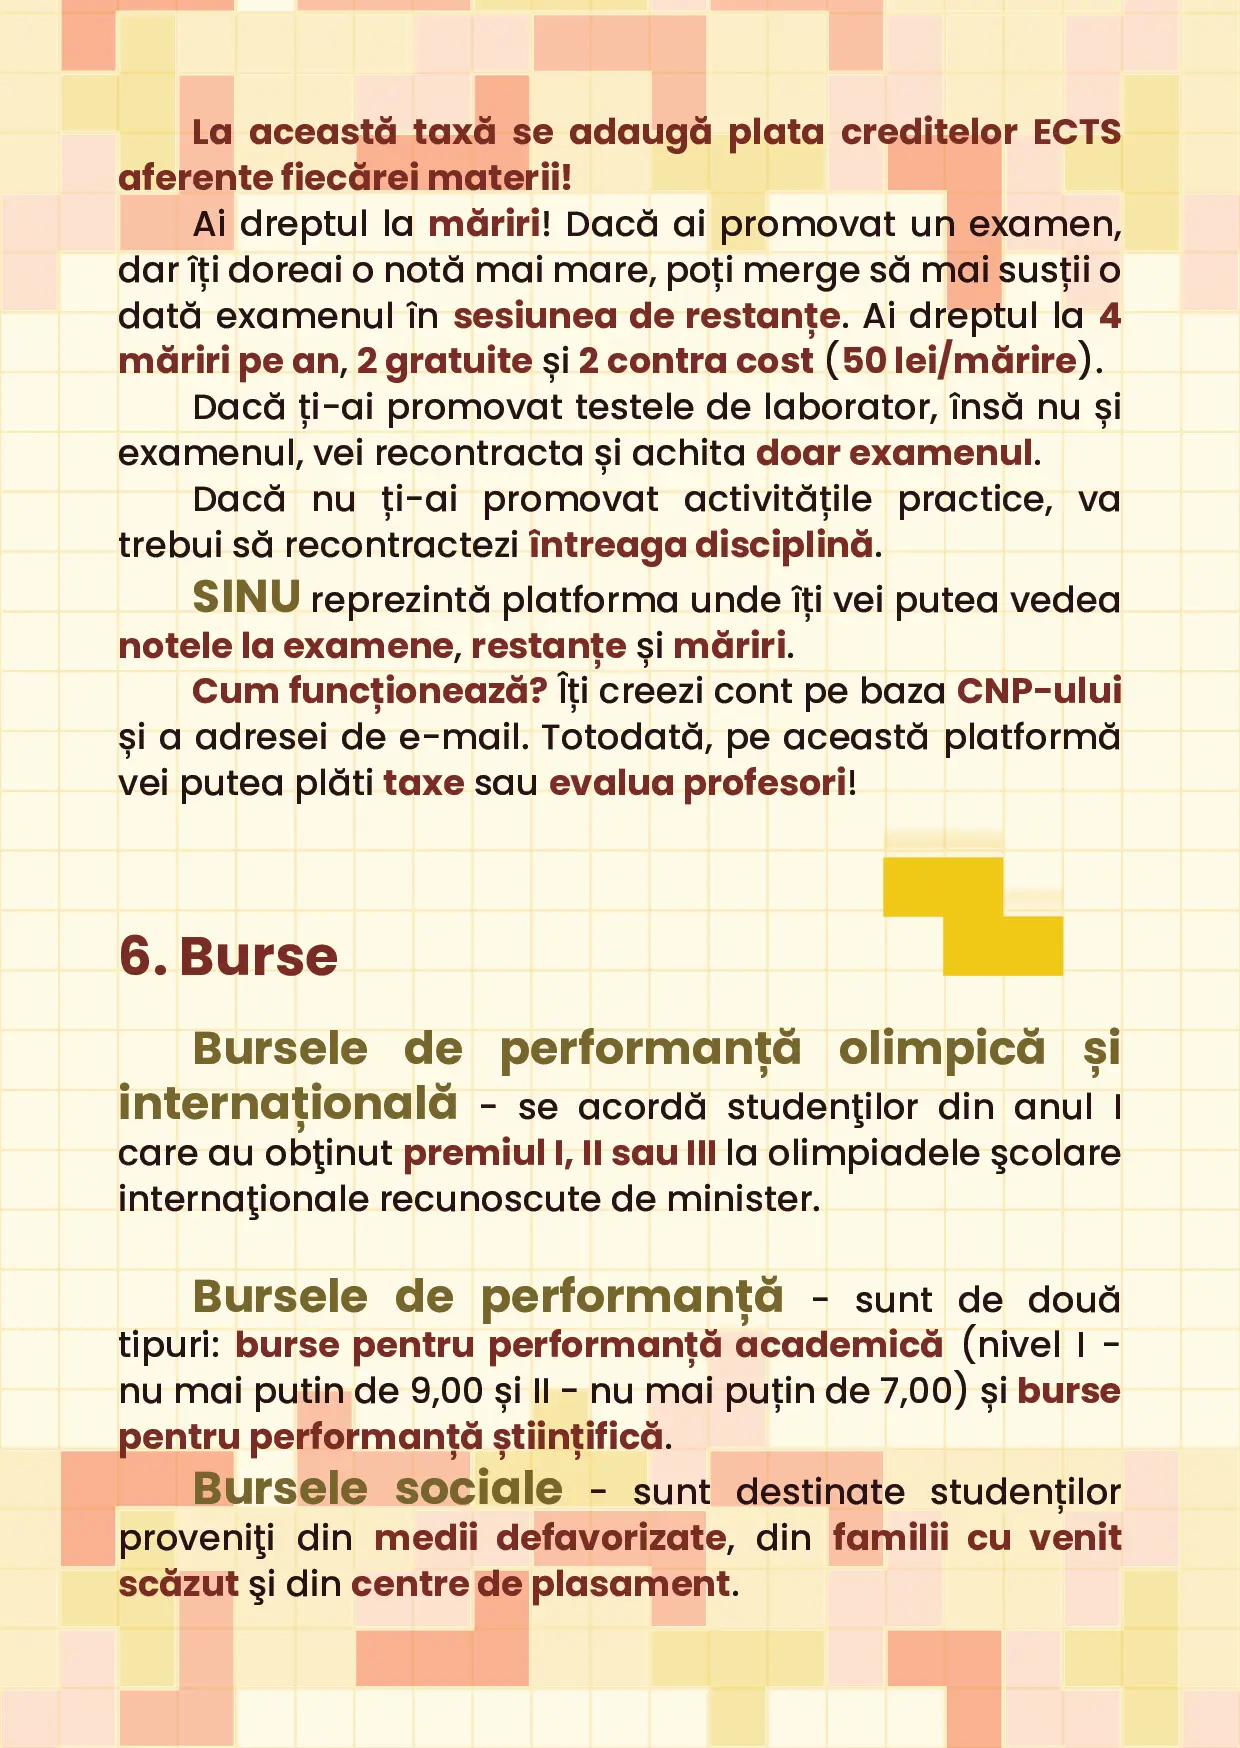 La această taxă se adaugă plata creditelor ECTS
aferente fiecărei materii!
Ai dreptul la măriri! Dacă ai promovat un examen,
dar îți doreai o notă mai mare, poți merge să mai susții o
dată examenul în sesiunea de restanțe. Ai dreptul la 4
măriri pe an, 2 gratuite și 2 contra cost (50 lei/mărire).
Dacă ți-ai promovat testele de laborator, însă nu și
examenul, vei recontracta și achita doar examenul.
Dacă nu ți-ai promovat activitățile practice, va
trebui să recontractezi întreaga disciplină.
SINU reprezintă platforma unde îți vei putea vedea
notele la examene, restanțe și măriri.
Cum funcționează? Îți creezi cont pe baza CNP-ului
și a adresei de e-mail. Totodată, pe această platformă
vei putea plăti taxe sau evalua profesori!
6. Burse
Bursele de performanță olimpică și
internațională - se acordă studenţilor din anul I
care au obţinut premiul I, II sau III la olimpiadele şcolare
internaţionale recunoscute de minister.
Bursele de performanță - sunt de două
tipuri: burse pentru performanță academică (nivel I -
nu mai putin de 9,00 și II - nu mai puțin de 7,00) și burse
pentru performanță științifică.
Bursele sociale - sunt destinate studenților
proveniţi din medii defavorizate, din familii cu venit
scăzut şi din centre de plasament.